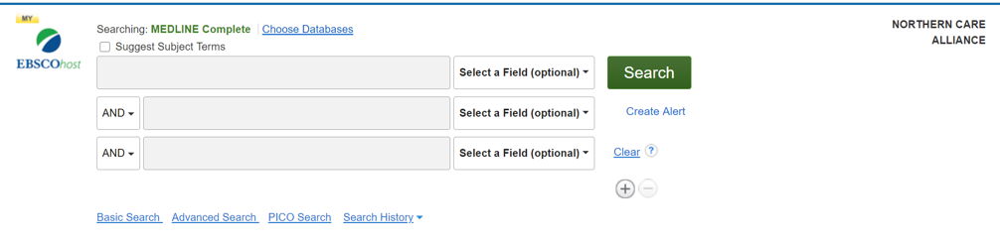 MY
EBSCOhost
Searching: MEDLINE Complete Choose Databases
Suggest Subject Terms
Select a Field (optional)
Search
AND
Select a Field (optional)
Create Alert
AND
Select a Field (optional)
Clear ?
Basic Search Advanced Search PICO Search Search History
NORTHERN CARE
ALLIANCE